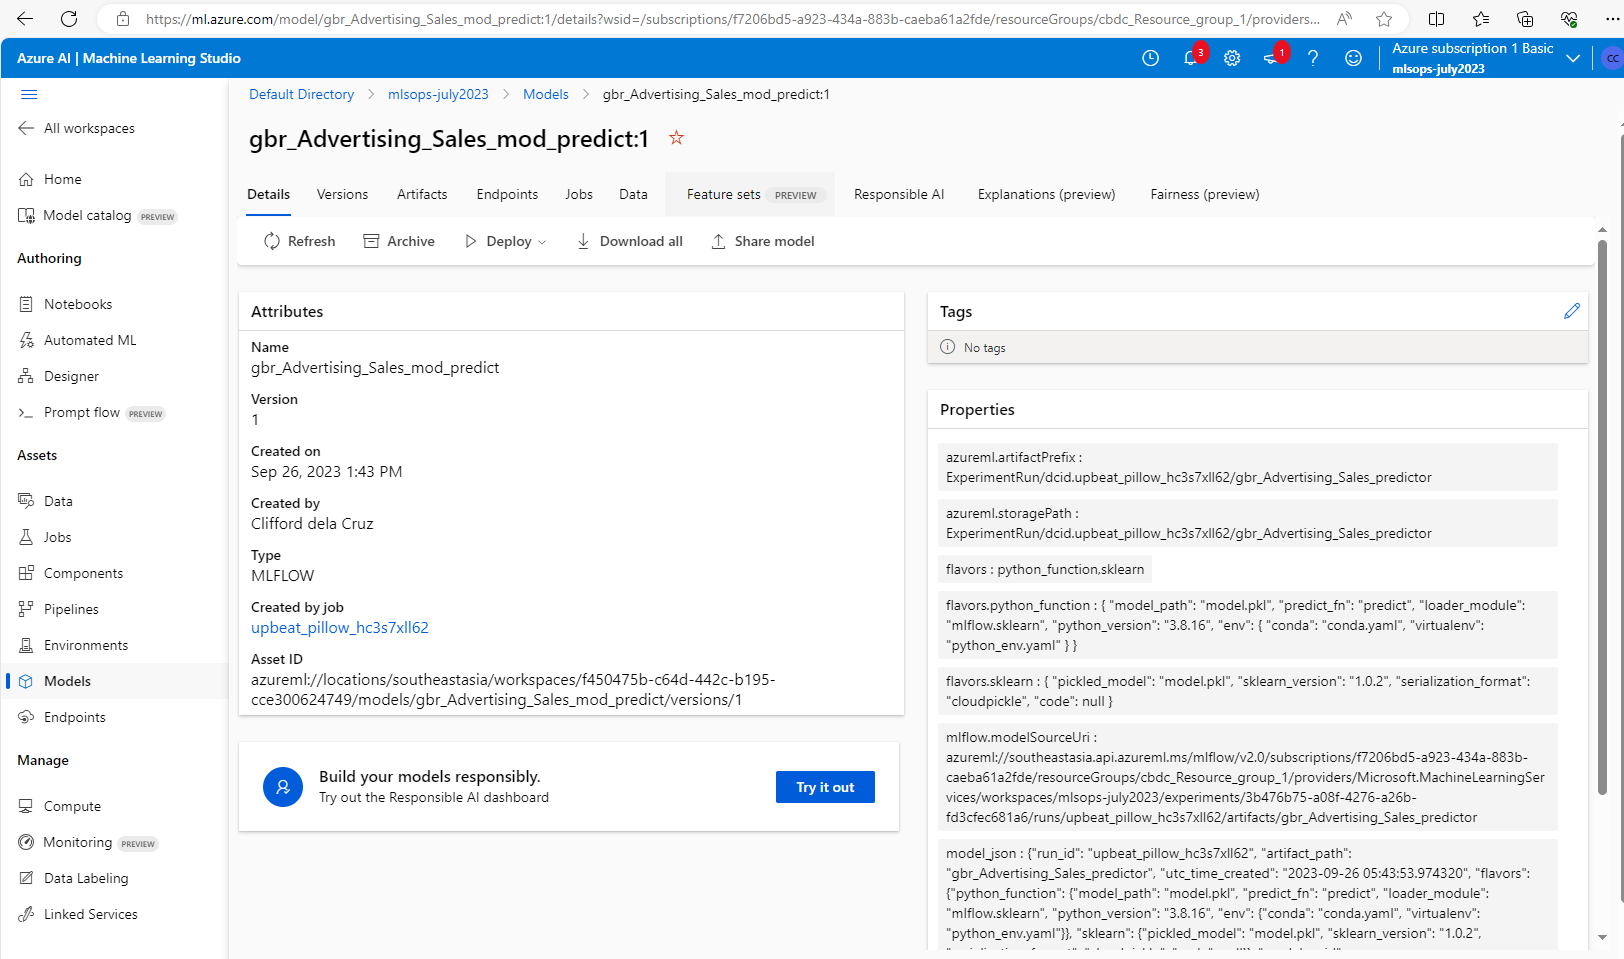 https://ml.azure.com/model/gbr_Advertising_Sales_mod_predict:1/details?wsid=/subscriptions/f7206bd5-a923-434a-883b-caeba61a2fde/resourceGroups/cbdc_Resource_group_1/providers...
Azure AI | Machine Learning Studio
3
1
Azure subscription 1 Basic
mlsops-july2023
CC
All workspaces
Home
Model catalog PREVIEW
Authoring
Notebooks
Automated ML
Designer
Prompt flow PREVIEW
Assets
Data
Jobs
Components
Pipelines
Environments
Models
Endpoints
Manage
Compute
Monitoring PREVIEW
Data Labeling
Linked Services
Default Directory > mlsops-july2023 > Models > gbr_Advertising_Sales_mod_predict:1
gbr_Advertising_Sales_mod_predict:1
Details Versions Artifacts Endpoints Jobs Data Feature sets PREVIEW Responsible AI Explanations (preview) Fairness (preview)
Refresh Archive Deploy Download all Share model
Attributes
Name
gbr_Advertising_Sales_mod_predict
Version
1
Created on
Sep 26, 2023 1:43 PM
Created by
Clifford dela Cruz
Type
MLFLOW
Created by job
upbeat_pillow_hc3s7xll62
Asset ID
azureml://locations/southeastasia/workspaces/f450475b-c64d-442c-b195-
cce300624749/models/gbr_Advertising_Sales_mod_predict/versions/1
Build your models responsibly.
Try out the Responsible AI dashboard
Try it out
Tags
No tags
Properties
azureml.artifactPrefix :
ExperimentRun/dcid.upbeat_pillow_hc3s7xll62/gbr_Advertising_Sales_predictor
azureml.storagePath :
ExperimentRun/dcid.upbeat_pillow_hc3s7xll62/gbr_Advertising_Sales_predictor
flavors : python_function,sklearn
flavors.python_function : { "model_path": "model.pkl", "predict_fn": "predict", "loader_module":
"mlflow.sklearn", "python_version": "3.8.16", "env": { "conda": "conda.yaml", "virtualenv":
"python_env.yaml" } }
flavors.sklearn : { "pickled_model": "model.pkl", "sklearn_version": "1.0.2", "serialization_format":
"cloudpickle", "code": null }
mlflow.modelSourceUri :
azureml://southeastasia.api.azureml.ms/mlflow/v2.0/subscriptions/f7206bd5-a923-434a-883b-
caeba61a2fde/resourceGroups/cbdc_Resource_group_1/providers/Microsoft.MachineLearningSer
vices/workspaces/mlsops-july2023/experiments/3b476b75-a08f-4276-a26b-
fd3cfec681a6/runs/upbeat_pillow_hc3s7xll62/artifacts/gbr_Advertising_Sales_predictor
model_json : {"run_id": "upbeat_pillow_hc3s7xll62", "artifact_path":
"gbr_Advertising_Sales_predictor", "utc_time_created": "2023-09-26 05:43:53.974320", "flavors":
{"python_function": {"model_path": "model.pkl", "predict_fn": "predict", "loader_module":
"mlflow.sklearn", "python_version": "3.8.16", "env": {"conda": "conda.yaml", "virtualenv":
"python_env.yaml"}}, "sklearn": {"pickled_model": "model.pkl", "sklearn_version": "1.0.2",